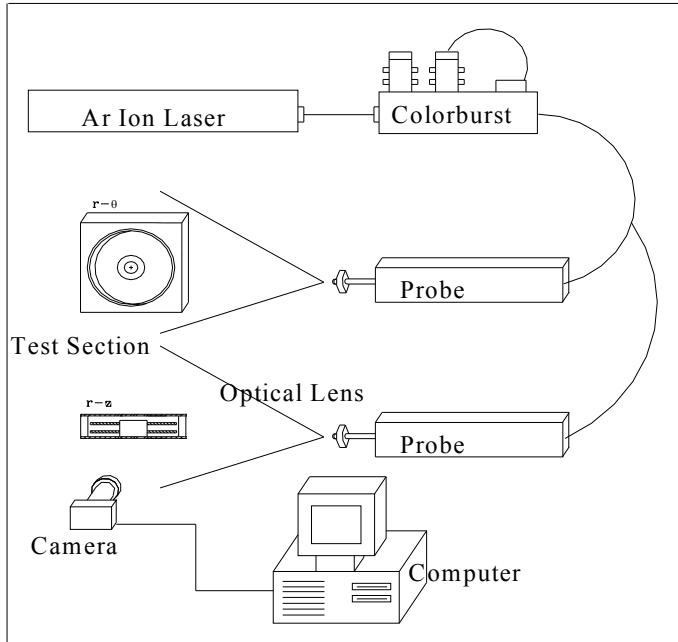 Ar Ion Laser
Colorburst
r-θ
Probe
Test Section
Optical Lens
r-z
Probe
Camera
Computer